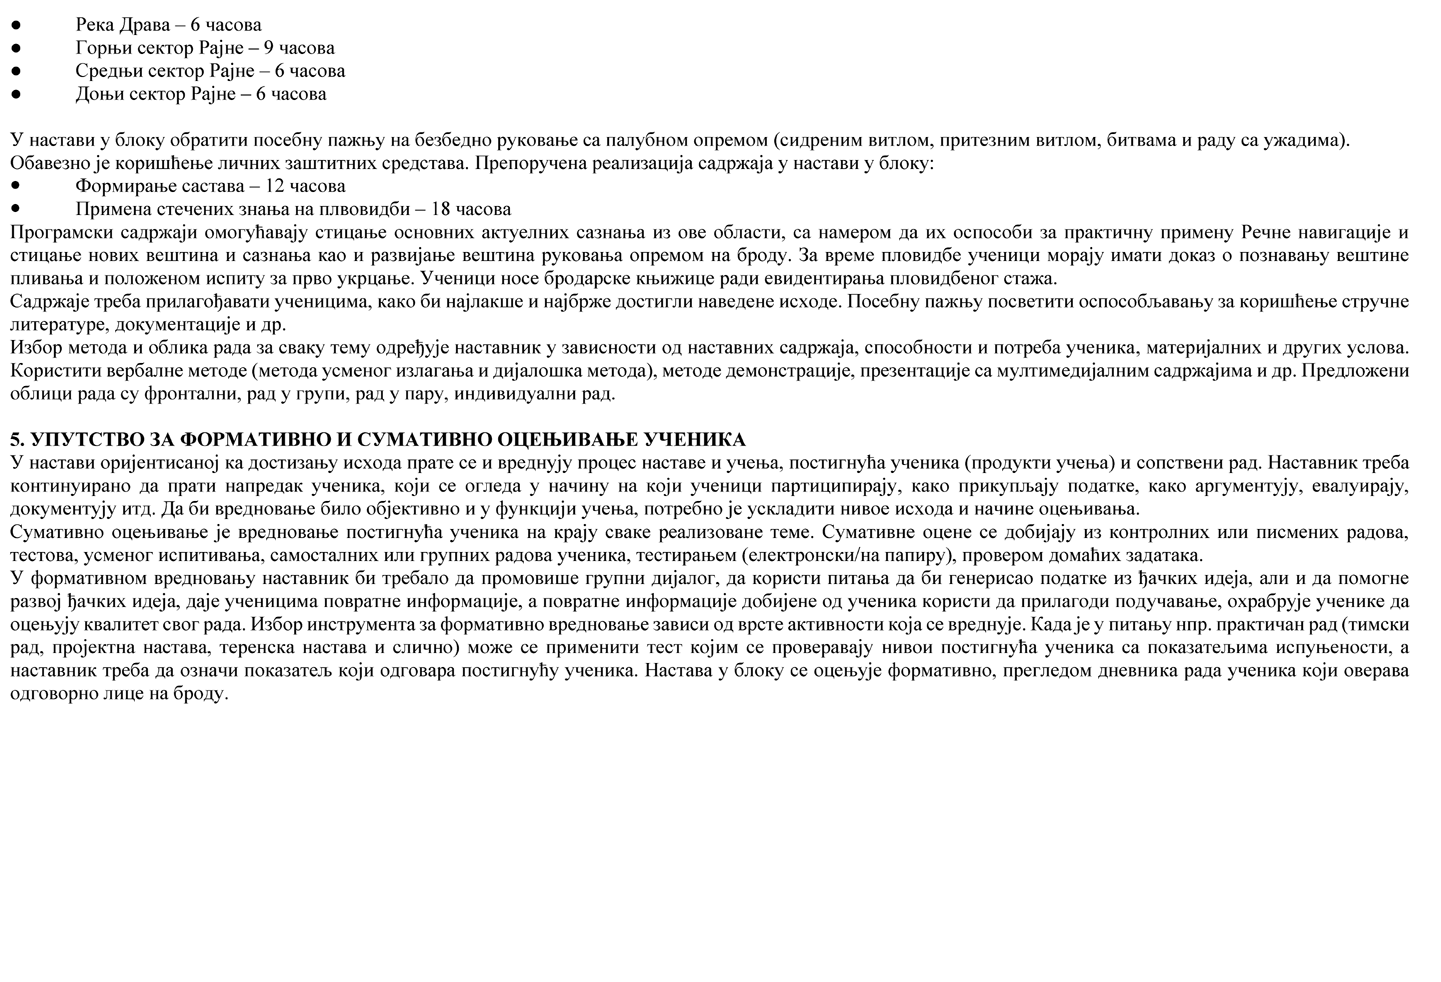 ● Река Драва – 6 часова
● Горњи сектор Рајне – 9 часова
● Средњи сектор Рајне – 6 часова
● Доњи сектор Рајне – 6 часова
У настави у блоку обратити посебну пажњу на безбедно руковање са палубном опремом (сидреним витлом, притезним витлом, битвама и раду са ужадима).
Обавезно је коришћење личних заштитних средстава. Препоручена реализација садржаја у настави у блоку:
● Формирање састава – 12 часова
● Примена стечених знања на плвовидби – 18 часова
Програмски садржаји омогућавају стицање основних актуелних сазнања из ове области, са намером да их оспособи за практичну примену Речне навигације и
стицање нових вештина и сазнања као и развијање вештина руковања опремом на броду. За време пловидбе ученици морају имати доказ о познавању вештине
пливања и положеном испиту за прво укрцање. Ученици носе бродарске књижице ради евидентирања пловидбеног стажа.
Садржаје треба прилагођавати ученицима, како би најлакше и најбрже достигли наведене исходе. Посебну пажњу посветити оспособљавању за коришћење стручне
литературе, документације и др.
Избор метода и облика рада за сваку тему одређује наставник у зависности од наставних садржаја, способности и потреба ученика, материјалних и других услова.
Користити вербалне методе (метода усменог излагања и дијалошка метода), методе демонстрације, презентације са мултимедијалним садржајима и др. Предложени
облици рада су фронтални, рад у групи, рад у пару, индивидуални рад.
5. УПУТСТВО ЗА ФОРМАТИВНО И СУМАТИВНО ОЦЕЊИВАЊЕ УЧЕНИКА
У настави оријентисаној ка достизању исхода прате се и вреднују процес наставе и учења, постигнућа ученика (продукти учења) и сопствени рад. Наставник треба
континуирано да прати напредак ученика, који се огледа у начину на који ученици партиципирају, како прикупљају податке, како аргументују, евалуирају,
документују итд. Да би вредновање било објективно и у функцији учења, потребно је ускладити нивое исхода и начине оцењивања.
Сумативно оцењивање је вредновање постигнућа ученика на крају сваке реализоване теме. Сумативне оцене се добијају из контролних или писмених радова,
тестова, усменог испитивања, самосталних или групних радова ученика, тестирањем (електронски/на папиру), провером домаћих задатака.
У формативном вредновању наставник би требало да промовише групни дијалог, да користи питања да би генерисао податке из ђачких идеја, али и да помогне
развој ђачких идеја, даје ученицима повратне информације, а повратне информације добијене од ученика користи да прилагоди подучавање, охрабрује ученике да
оцењују квалитет свог рада. Избор инструмента за формативно вредновање зависи од врсте активности која се вреднује. Када је у питању нпр. практичан рад (тимски
рад, пројектна настава, теренска настава и слично) може се применити тест којим се проверавају нивои постигнућа ученика са показатељима испуњености, а
наставник треба да означи показатељ који одговара постигнућу ученика. Настава у блоку се оцењује формативно, прегледом дневника рада ученика који оверава
одговорно лице на броду.